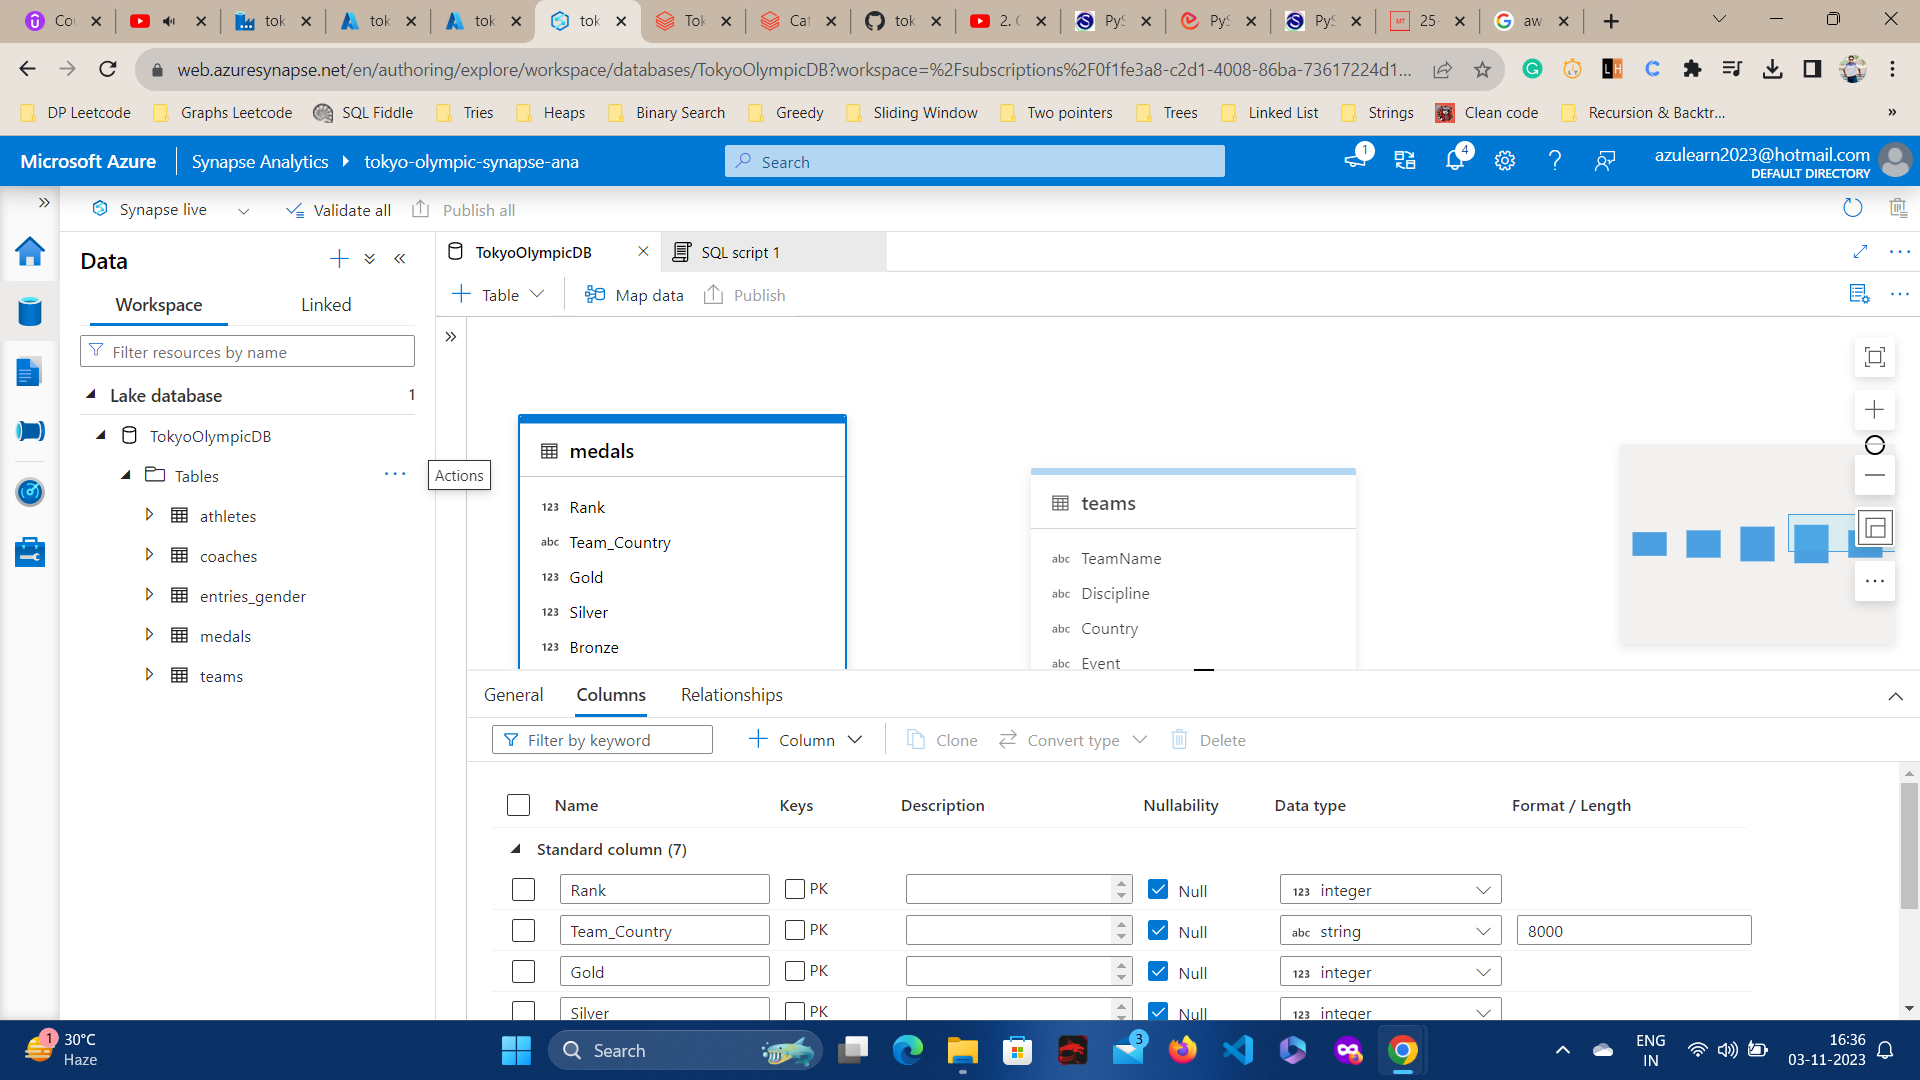 Co
tok
tok
tok
tok
Tok
Cat
tok
2. C
PyS
PyS
PyS
MT 25-
aw
web.azuresynapse.net/en/authoring/explore/workspace/databases/TokyoOlympicDB?workspace=%2Fsubscriptions%2F0f1fe3a8-c2d1-4008-86ba-73617224d1...
DP Leetcode Graphs Leetcode SQL Fiddle Tries Heaps Binary Search Greedy Sliding Window Two pointers Trees Linked List Strings Clean code Recursion & Backtr... »
Microsoft Azure Synapse Analytics tokyo-olympic-synapse-ana Search 1 4 azulearn2023@hotmail.com
DEFAULT DIRECTORY
Synapse live Validate all Publish all
Data
Workspace Linked
Filter resources by name
Lake database 1
TokyoOlympicDB
Tables
athletes
coaches
entries_gender
medals
teams
Actions
TokyoOlympicDB SQL script 1
Table Map data Publish
medals
123 Rank
abc Team_Country
123 Gold
123 Silver
123 Bronze
teams
abc TeamName
abc Discipline
abc Country
abc Event
General Columns Relationships
Filter by keyword Column Clone Convert type Delete
Name Keys Description Nullability Data type Format / Length
Standard column (7)
Rank PK Null 123 integer
Team_Country PK Null abc string 8000
Gold PK Null 123 integer
Silver PK Null 123 integer
1 30°C
Haze
Search
3
ENG
IN
16:36
03-11-2023